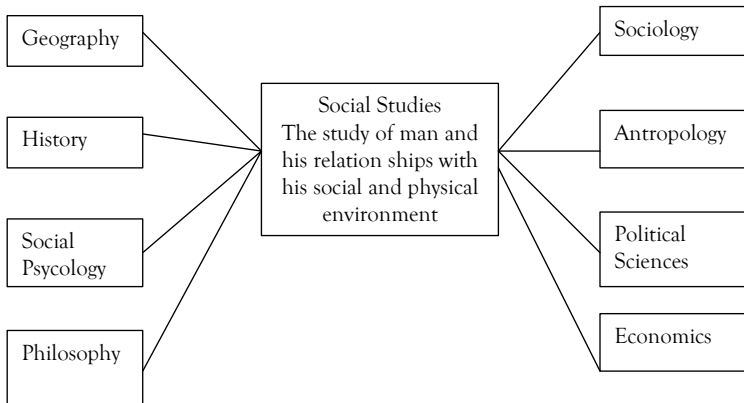 Geography
History
Social
Psycology
Philosophy
Social Studies
The study of man and
his relation ships with
his social and physical
environment
Sociology
Antropology
Political
Sciences
Economics